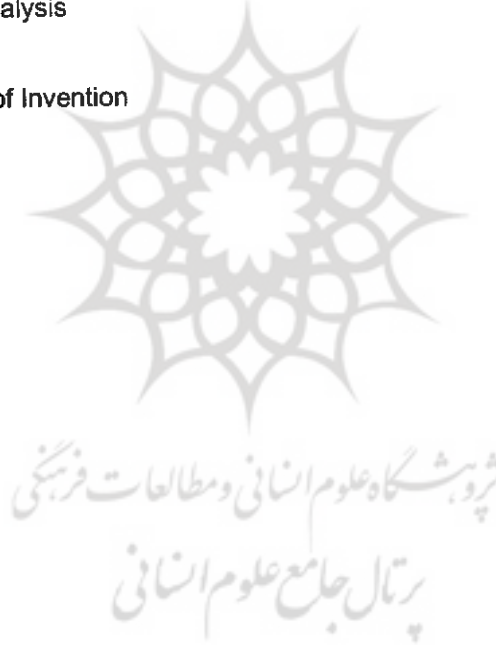 alysis
of Invention
پژوهشگاه علوم انسانی و مطالعات فرهنگی
پرتال جامع علوم انسانی